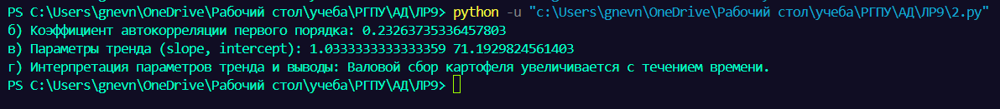 PS C:\Users\gnevn\OneDrive\Рабочий стол\учеба\РГПУ\АД\ЛР9> python -u "c:\Users\gnevn\OneDrive\Рабочий стол\учеба\РГПУ\АД\ЛР9\2.py"
б) Коэффициент автокорреляции первого порядка: 0.23263735336457803
в) Параметры тренда (slope, intercept): 1.0333333333333359 71.1929824561403
г) Интерпретация параметров тренда и выводы: Валовой сбор картофеля увеличивается с течением времени.
PS C:\Users\gnevn\OneDrive\Рабочий стол\учеба\РГПУ\АД\ЛР9>